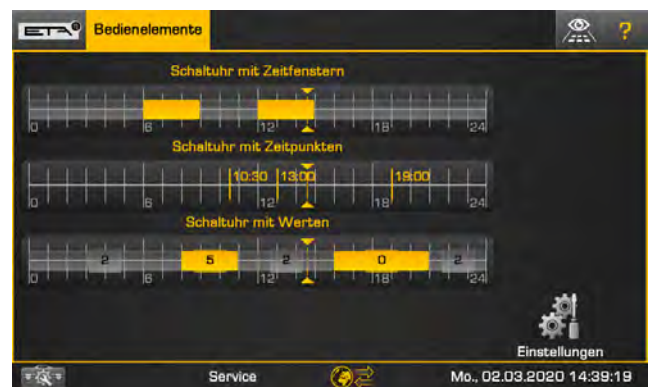 ETA® Bedienelemente ?
Schaltuhr mit Zeitfenstern
0 6 12 18 24
Schaltuhr mit Zeitpunkten
10:30 13:00 19:00
0 6 12 18 24
Schaltuhr mit Werten
2 5 2 0 2
0 6 12 18 24
Einstellungen
Service Mo., 02.03.2020 14:39:19